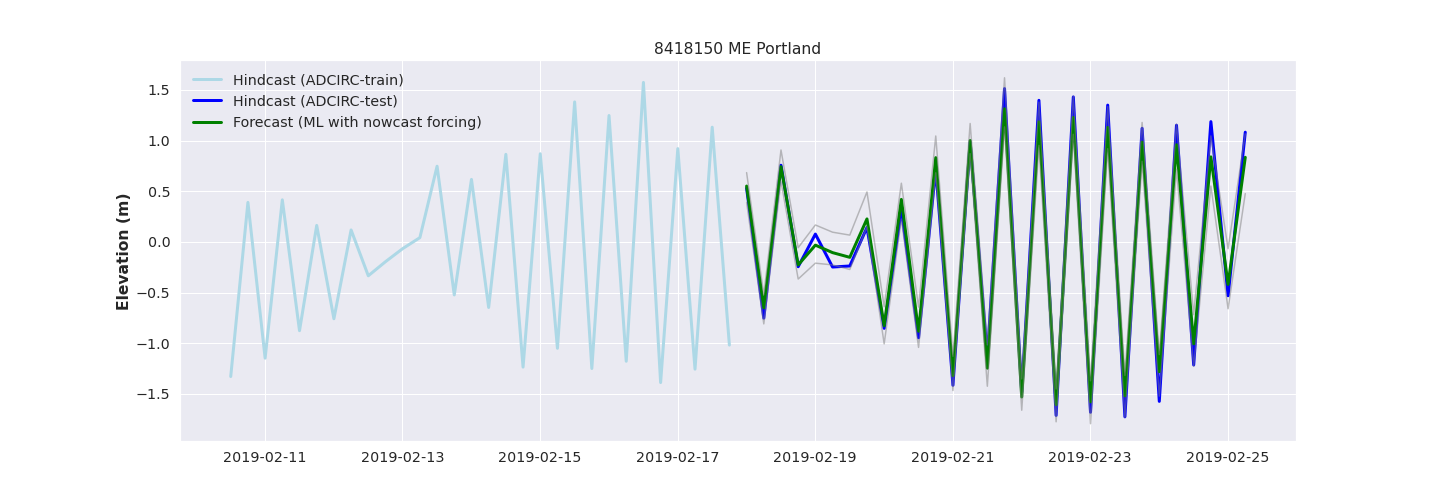 8418150 ME Portland
Hindcast (ADCIRC-train)
Hindcast (ADCIRC-test)
Forecast (ML with nowcast forcing)
Elevation (m)
1.5
1.0
0.5
0.0
−0.5
−1.0
−1.5
2019-02-11 2019-02-13 2019-02-15 2019-02-17 2019-02-19 2019-02-21 2019-02-23 2019-02-25